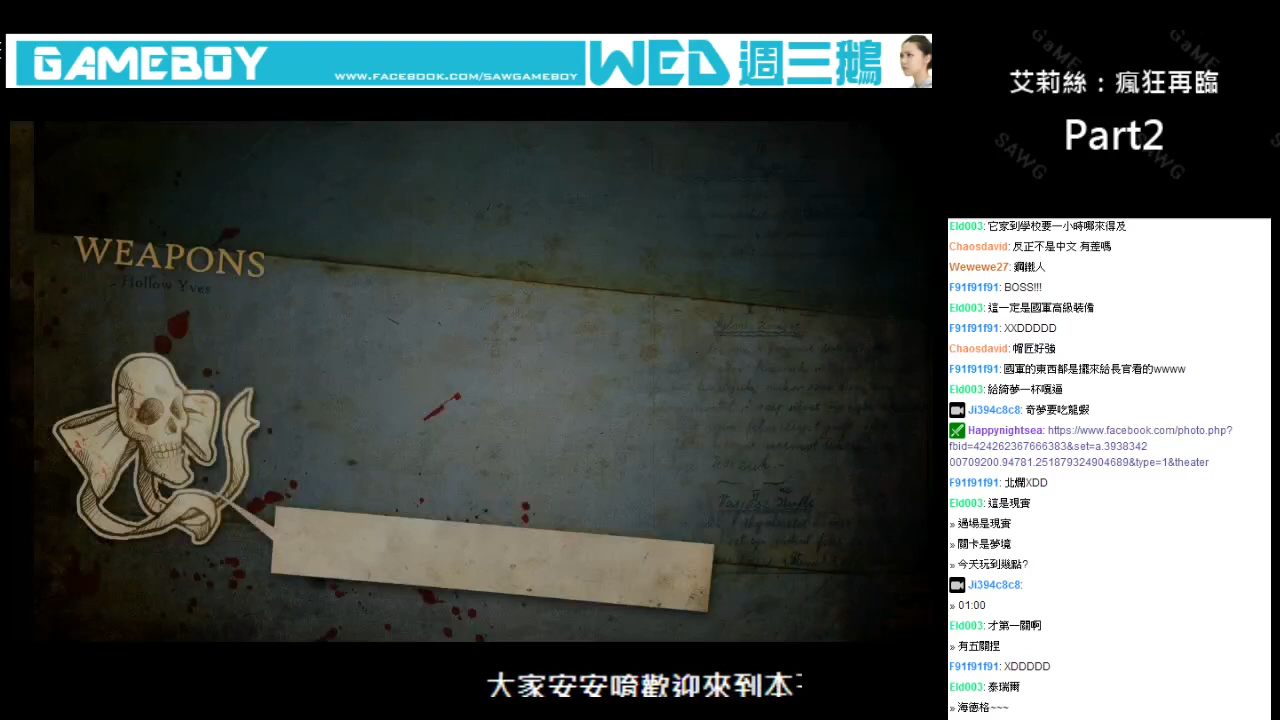 GAMEBOY
WWW.FACEBOOK.COM/SAWGAMEBOY
WED 週三鵝
艾莉絲：瘋狂再臨
Part2
GaME
GaME
SAWG
SAWG
WEAPONS
- Hollow Yves
Eld003: 它家到學校要一小時哪來得及
Chaosdavid: 反正不是中文 有差嗎
Wewewe27: 鋼鐵人
F91f91f91: BOSS!!!
Eld003: 這一定是國軍高級裝備
F91f91f91: XXDDDDD
Chaosdavid: 帽匠好強
F91f91f91: 國軍的東西都是擺來給長官看的wwww
Eld003: 給綺夢一杯嘎逼
Ji394c8c8: 奇夢要吃龍蝦
Happynightsea: https://www.facebook.com/photo.php?
fbid=424262367666383&set=a.3938342
00709200.94781.251879324904689&type=1&theater
F91f91f91: 北爛XDD
Eld003: 這是現實
» 過場是現實
» 關卡是夢境
» 今天玩到幾點?
Ji394c8c8:
» 01:00
Eld003: 才第一關啊
» 有五關捏
F91f91f91: XDDDDD
Eld003: 泰瑞爾
» 海德格~~~
大家安安唷歡迎來到本